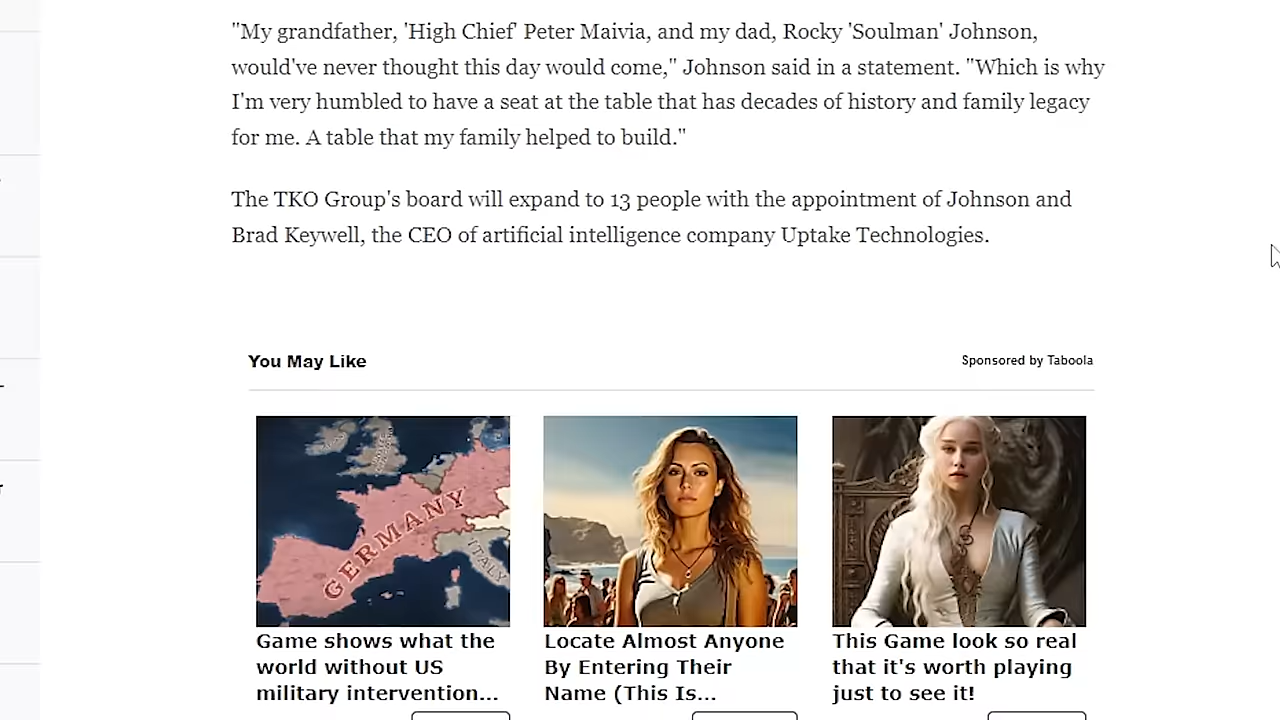 "My grandfather, 'High Chief' Peter Maivia, and my dad, Rocky 'Soulman' Johnson,
would've never thought this day would come," Johnson said in a statement. "Which is why
I'm very humbled to have a seat at the table that has decades of history and family legacy
for me. A table that my family helped to build."
The TKO Group's board will expand to 13 people with the appointment of Johnson and
Brad Keywell, the CEO of artificial intelligence company Uptake Technologies.
You May Like
Sponsored by Taboola
GERMANY
ITALY
Game shows what the
world without US
military intervention...
Locate Almost Anyone
By Entering Their
Name (This Is...
This Game look so real
that it's worth playing
just to see it!